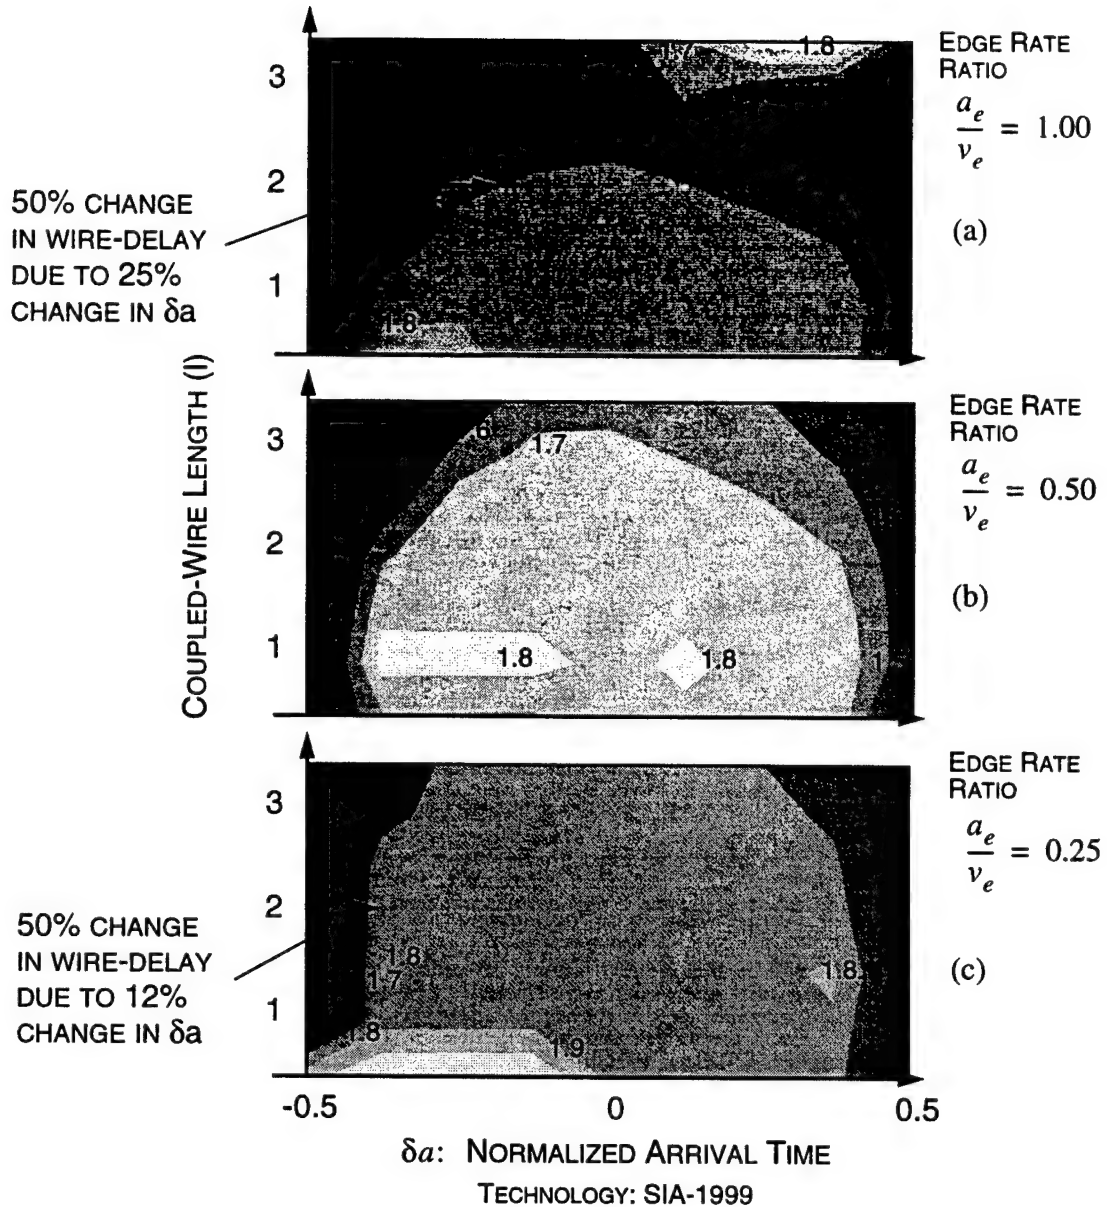 3
1.8
EDGE RATE
RATIO
a_e / v_e = 1.00
2
50% CHANGE
IN WIRE-DELAY
DUE TO 25%
CHANGE IN δa
(a)
1
1.8
COUPLED-WIRE LENGTH (l)
EDGE RATE
RATIO
3
6
1.7
a_e / v_e = 0.50
2
(b)
1
1.8
1.8
1
EDGE RATE
RATIO
3
a_e / v_e = 0.25
2
50% CHANGE
IN WIRE-DELAY
DUE TO 12%
CHANGE IN δa
1.8
1.7
1.8
(c)
1
1.8
1.9
-0.5
0
0.5
δa: NORMALIZED ARRIVAL TIME
TECHNOLOGY: SIA-1999